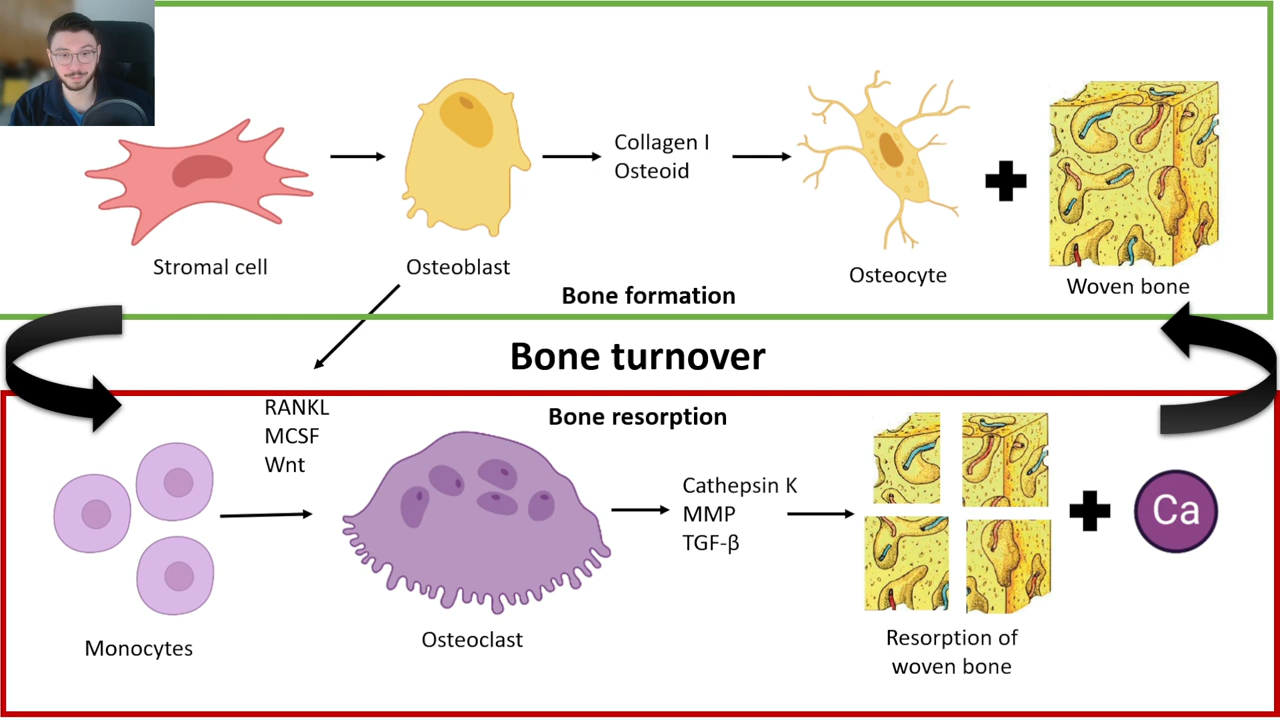 Collagen I
Osteoid
Stromal cell
Osteoblast
Osteocyte
Woven bone
Bone formation
Bone turnover
RANKL
MCSF
Wnt
Bone resorption
Cathepsin K
MMP
TGF-β
Ca
Monocytes
Osteoclast
Resorption of
woven bone